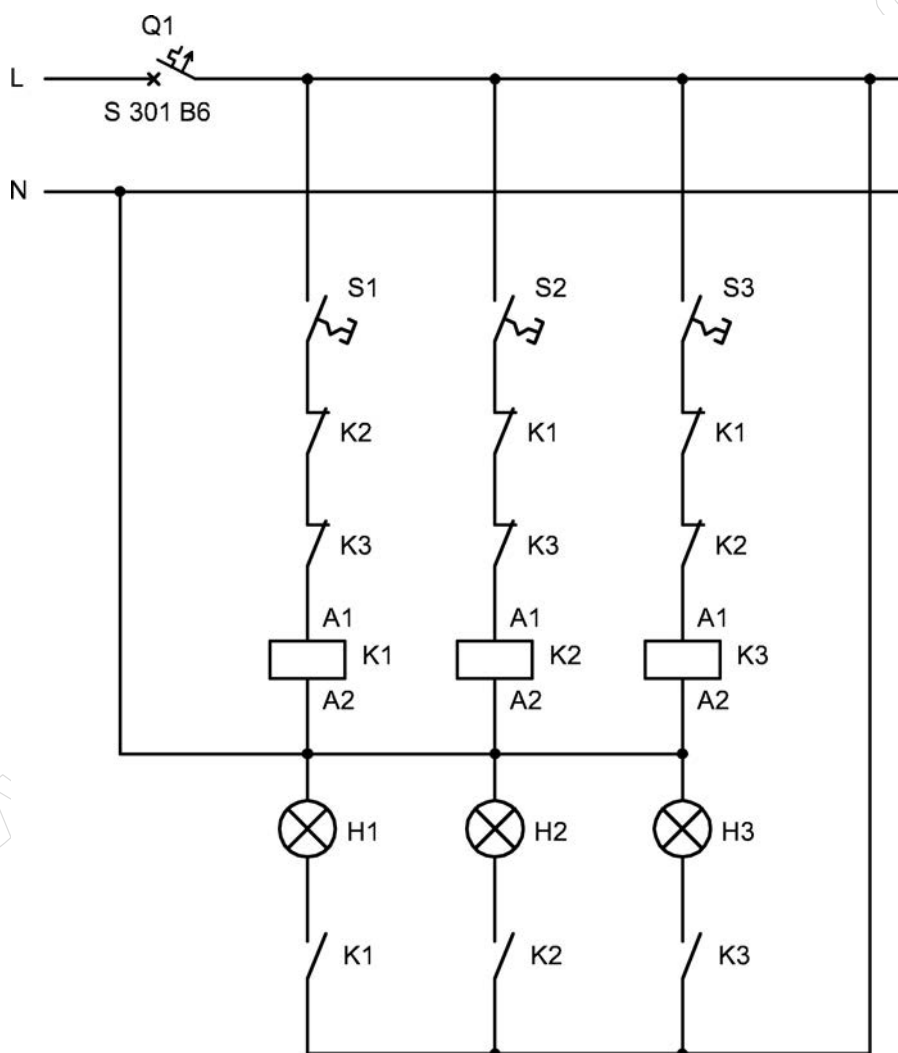 Q1
L
S 301 B6
N
S1 S2 S3
K2 K1 K1
K3 K3 K2
A1 A1 A1
K1 K2 K3
A2 A2 A2
H1 H2 H3
K1 K2 K3